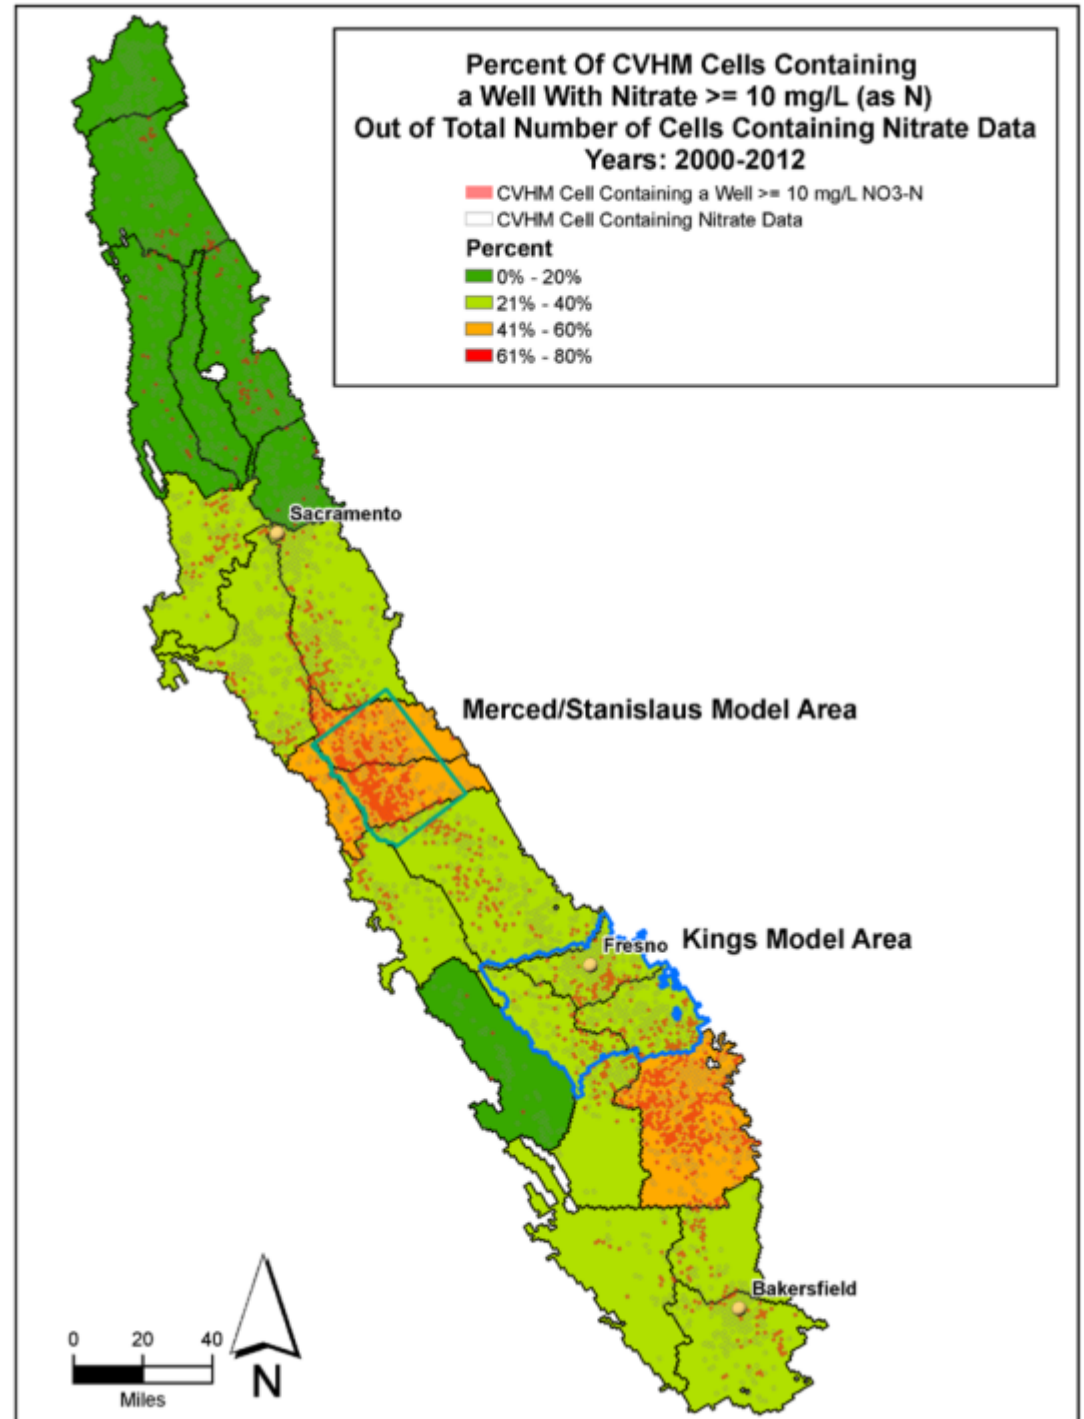 Percent Of CVHM Cells Containing
a Well With Nitrate >= 10 mg/L (as N)
Out of Total Number of Cells Containing Nitrate Data
Years: 2000-2012
CVHM Cell Containing a Well >= 10 mg/L NO3-N
CVHM Cell Containing Nitrate Data
Percent
0% - 20%
21% - 40%
41% - 60%
61% - 80%
Sacramento
Merced/Stanislaus Model Area
Kings Model Area
Fresno
Bakersfield
0 20 40
Miles
N